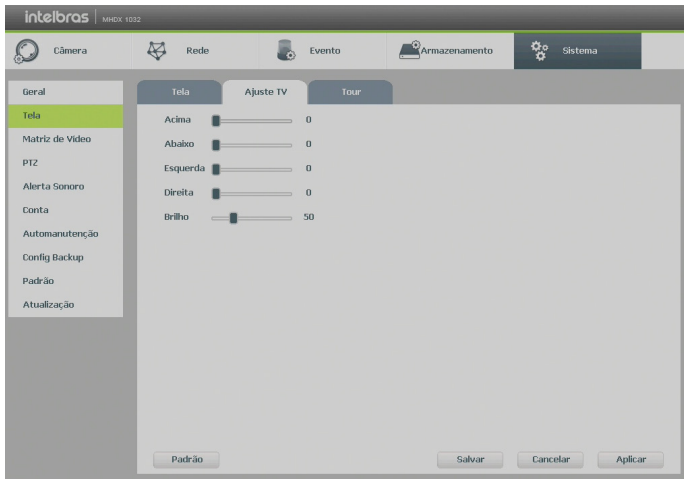 intelbras MHDX 1032
Câmera Rede Evento Armazenamento Sistema
Geral
Tela
Matriz de Vídeo
PTZ
Alerta Sonoro
Conta
Automanutenção
Config Backup
Padrão
Atualização
Tela Ajuste TV Tour
Acima 0
Abaixo 0
Esquerda 0
Direita 0
Brilho 50
Padrão Salvar Cancelar Aplicar